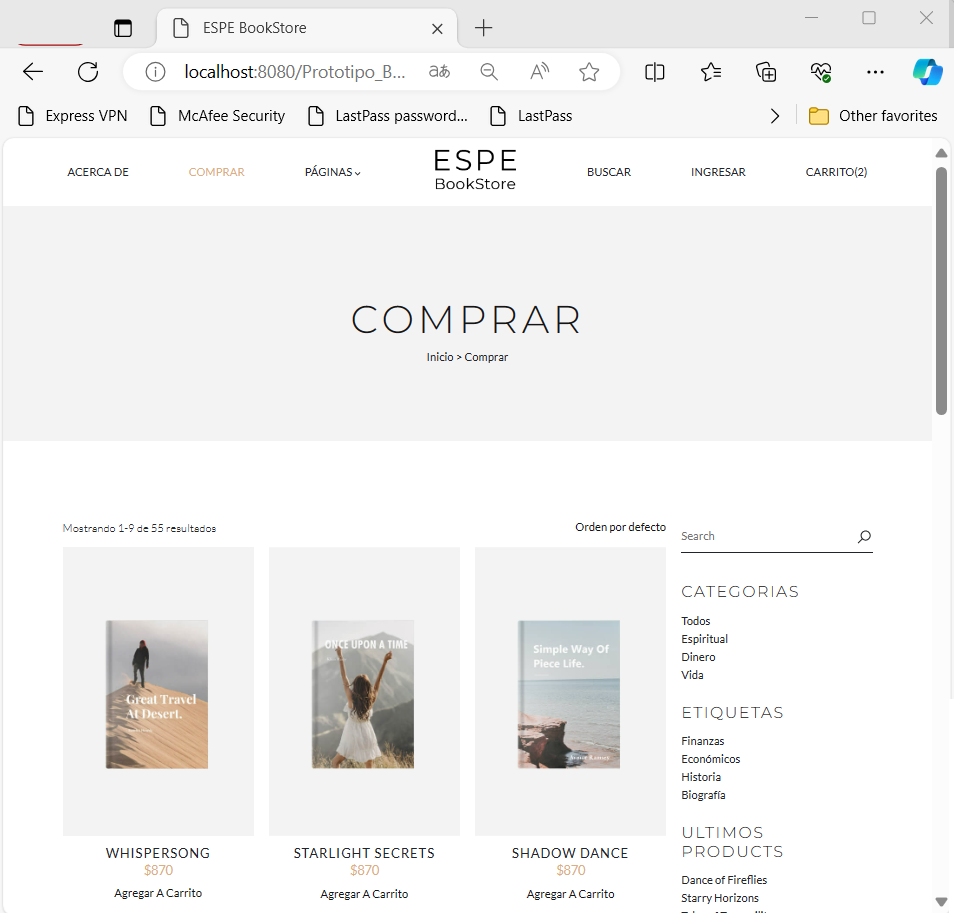 ESPE BookStore
localhost:8080/Prototipo_B...
Express VPN
McAfee Security
LastPass password...
LastPass
Other favorites
ACERCA DE
COMPRAR
PÁGINAS
ESPE
BookStore
BUSCAR
INGRESAR
CARRITO(2)
COMPRAR
Inicio > Comprar
Mostrando 1-9 de 55 resultados
Orden por defecto
Great Travel
At Desert.
ONCE UPON A TIME
Simple Way Of
Piece Life.
WHISPERSONG
$870
Agregar A Carrito
STARLIGHT SECRETS
$870
Agregar A Carrito
SHADOW DANCE
$870
Agregar A Carrito
Search
CATEGORIAS
Todos
Espiritual
Dinero
Vida
ETIQUETAS
Finanzas
Económicos
Historia
Biografía
ULTIMOS
PRODUCTS
Dance of Fireflies
Starry Horizons